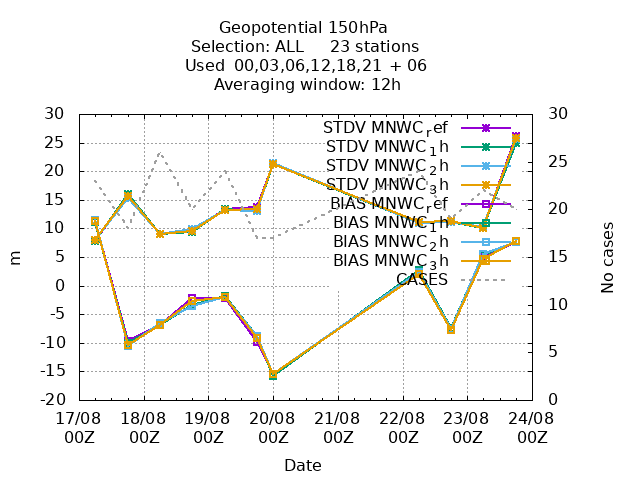 Geopotential 150hPa
Selection: ALL 23 stations
Used 00,03,06,12,18,21 + 06
Averaging window: 12h
30 30
25 25
20 20
15 15
10 10
5 5
0 0
-5
-10
-15
-20
m
No cases
STDV MNWC_ref
STDV MNWC_1h
STDV MNWC_2h
STDV MNWC_3h
BIAS MNWC_ref
BIAS MNWC_1h
BIAS MNWC_2h
BIAS MNWC_3h
CASES
17/08 18/08 19/08 20/08 21/08 22/08 23/08 24/08
00Z 00Z 00Z 00Z 00Z 00Z 00Z 00Z
Date